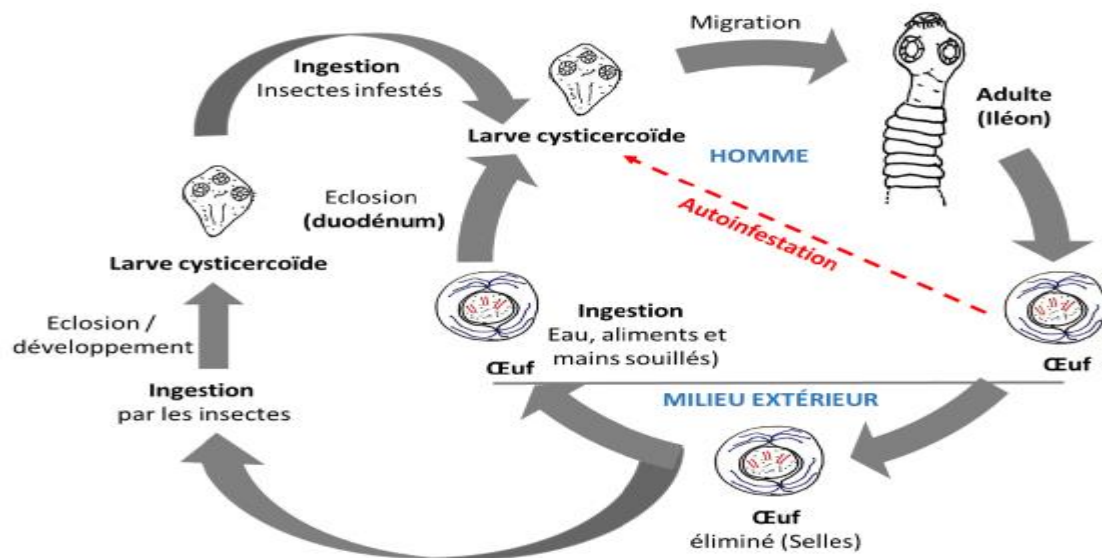 Migration
Ingestion
Insectes infestés
Adulte
(Iléon)
Larve cysticercoïde
HOMME
Eclosion
(duodénum)
Autoinfestation
Larve cysticercoïde
Ingestion
Eau, aliments et
mains souillés)
Eclosion /
développement
Œuf
Œuf
Ingestion
par les insectes
MILIEU EXTÉRIEUR
Œuf
éliminé (Selles)